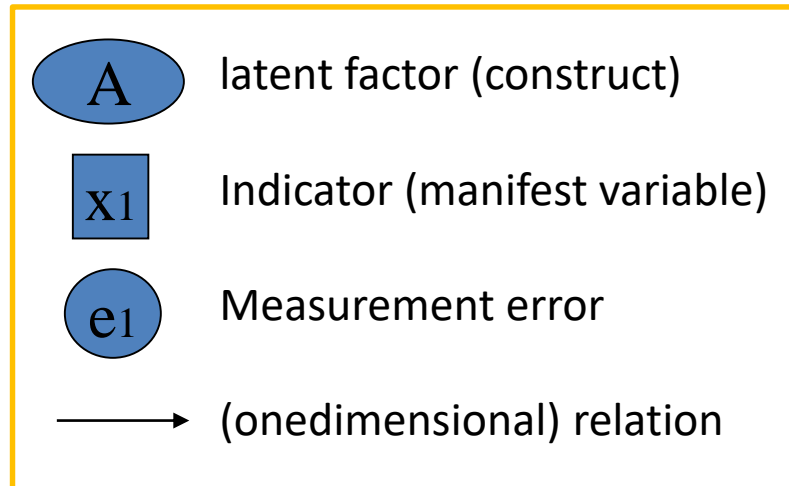 A latent factor (construct)
x1 Indicator (manifest variable)
e1 Measurement error
(onedimensional) relation